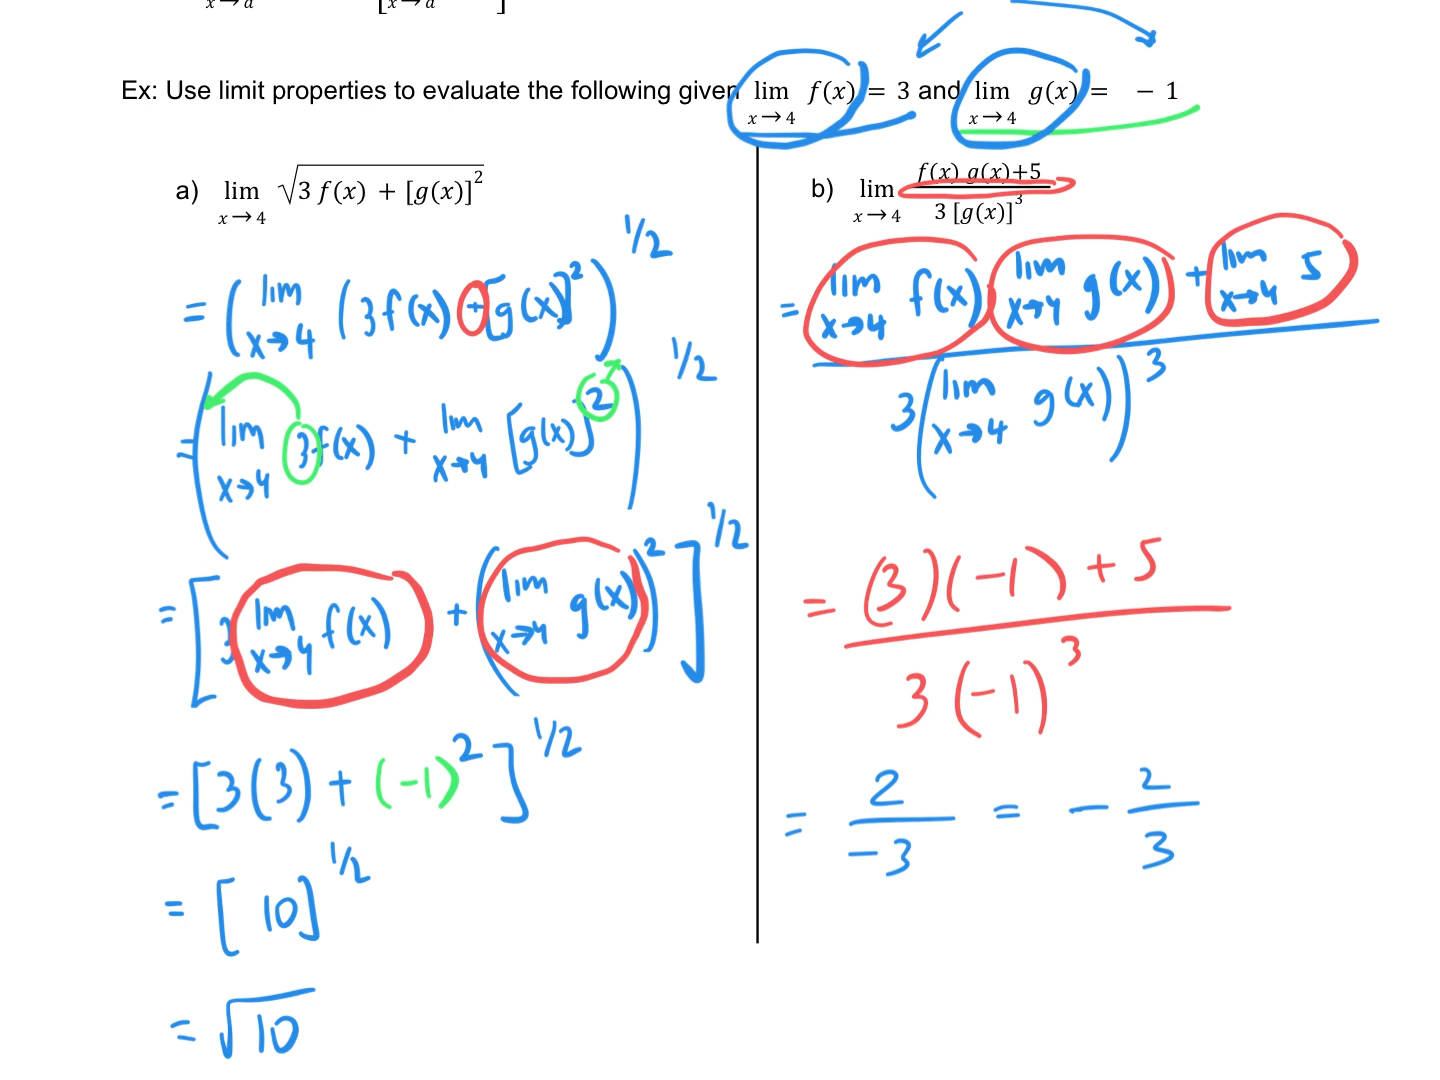 x → a [x → a ]
Ex: Use limit properties to evaluate the following given lim x→4 f(x) = 3 and lim x→4 g(x) = − 1
a) lim x→4 √(3 f(x) + [g(x)]²)
= (lim x→4 (3f(x) + [g(x)]²)^1/2
= (lim x→4 3f(x) + lim x→4 [g(x)]²)^1/2
= [3 lim x→4 f(x) + (lim x→4 g(x))²]^1/2
= [3(3) + (-1)²]^1/2
= [10]^1/2
= √10
b) lim x→4 f(x) g(x)+5 / 3 [g(x)]³
= lim x→4 f(x) lim x→4 g(x) + lim x→4 5 / 3(lim x→4 g(x))³
= (3)(-1) + 5 / 3(-1)³
= 2/-3 = - 2/3